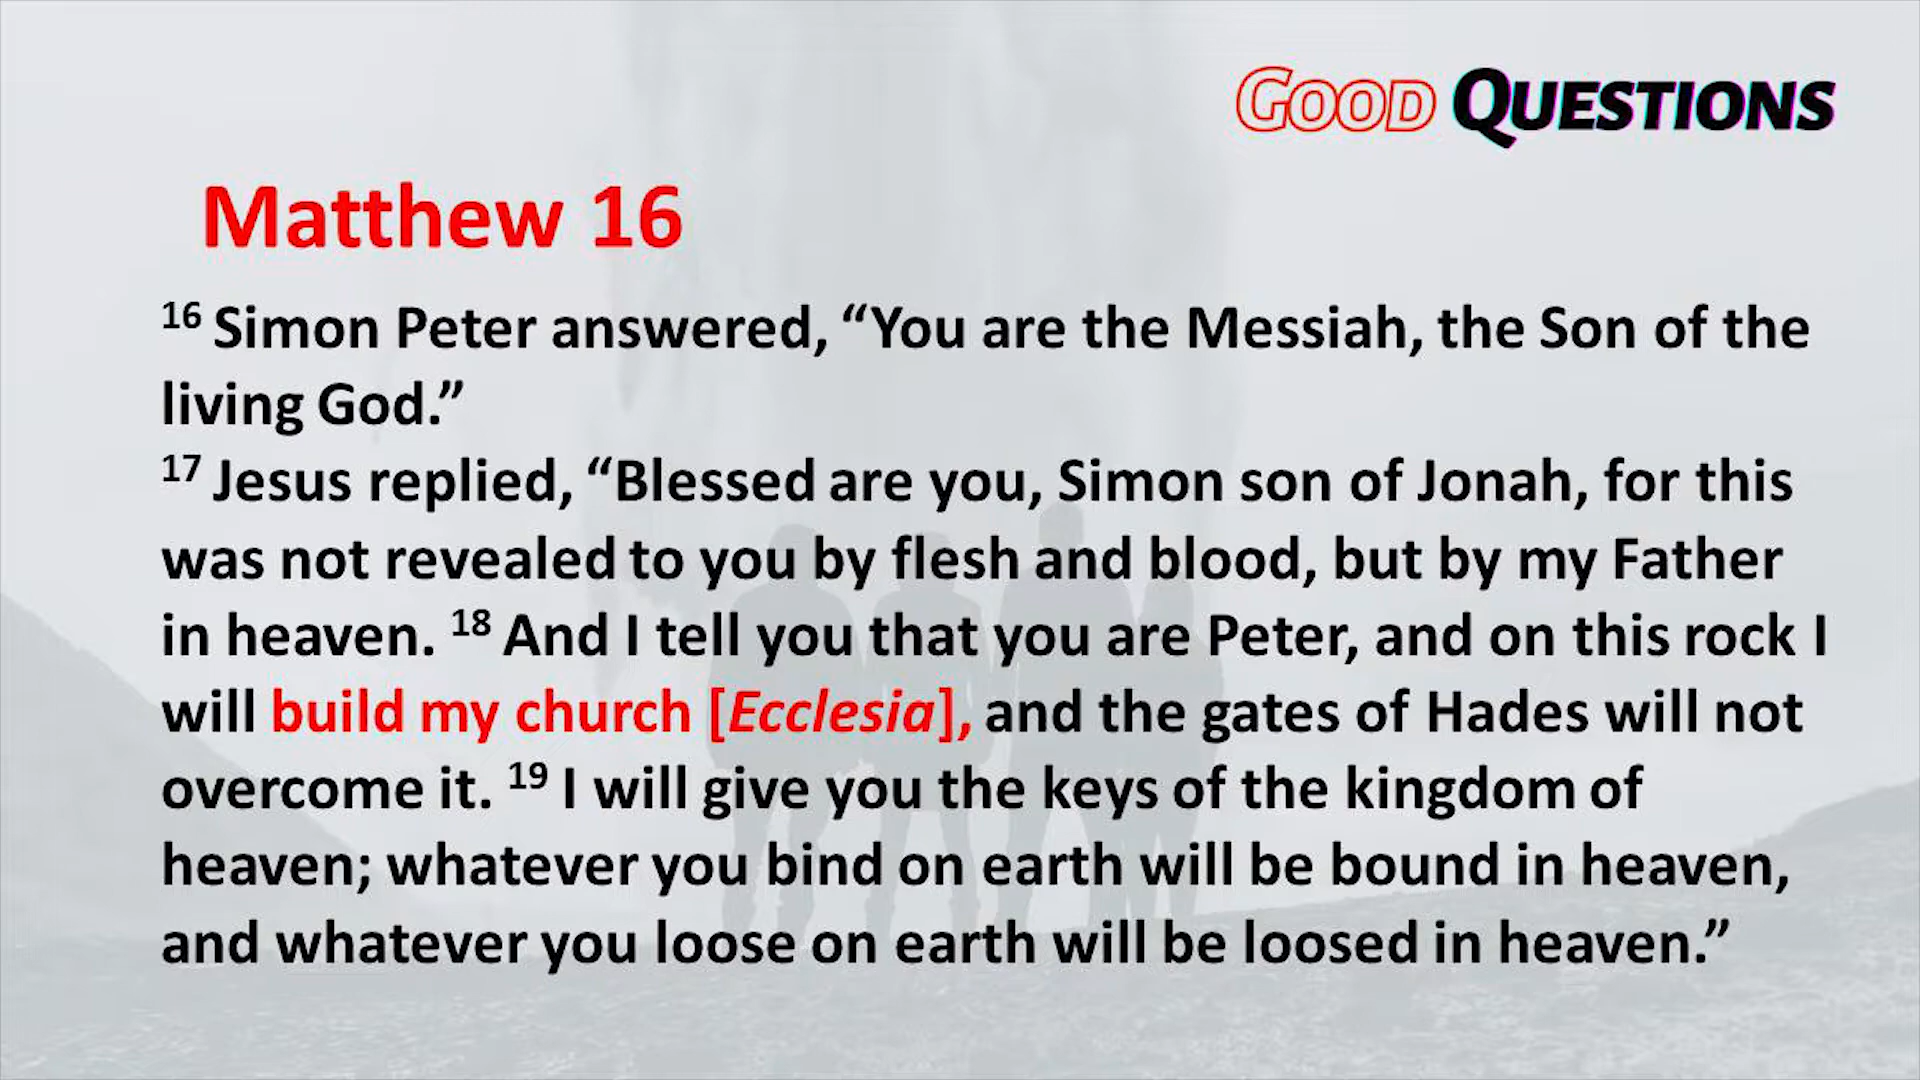 GOOD QUESTIONS
Matthew 16
16 Simon Peter answered, “You are the Messiah, the Son of the
living God.”
17 Jesus replied, “Blessed are you, Simon son of Jonah, for this
was not revealed to you by flesh and blood, but by my Father
in heaven. 18 And I tell you that you are Peter, and on this rock I
will build my church [Ecclesia], and the gates of Hades will not
overcome it. 19 I will give you the keys of the kingdom of
heaven; whatever you bind on earth will be bound in heaven,
and whatever you loose on earth will be loosed in heaven.”